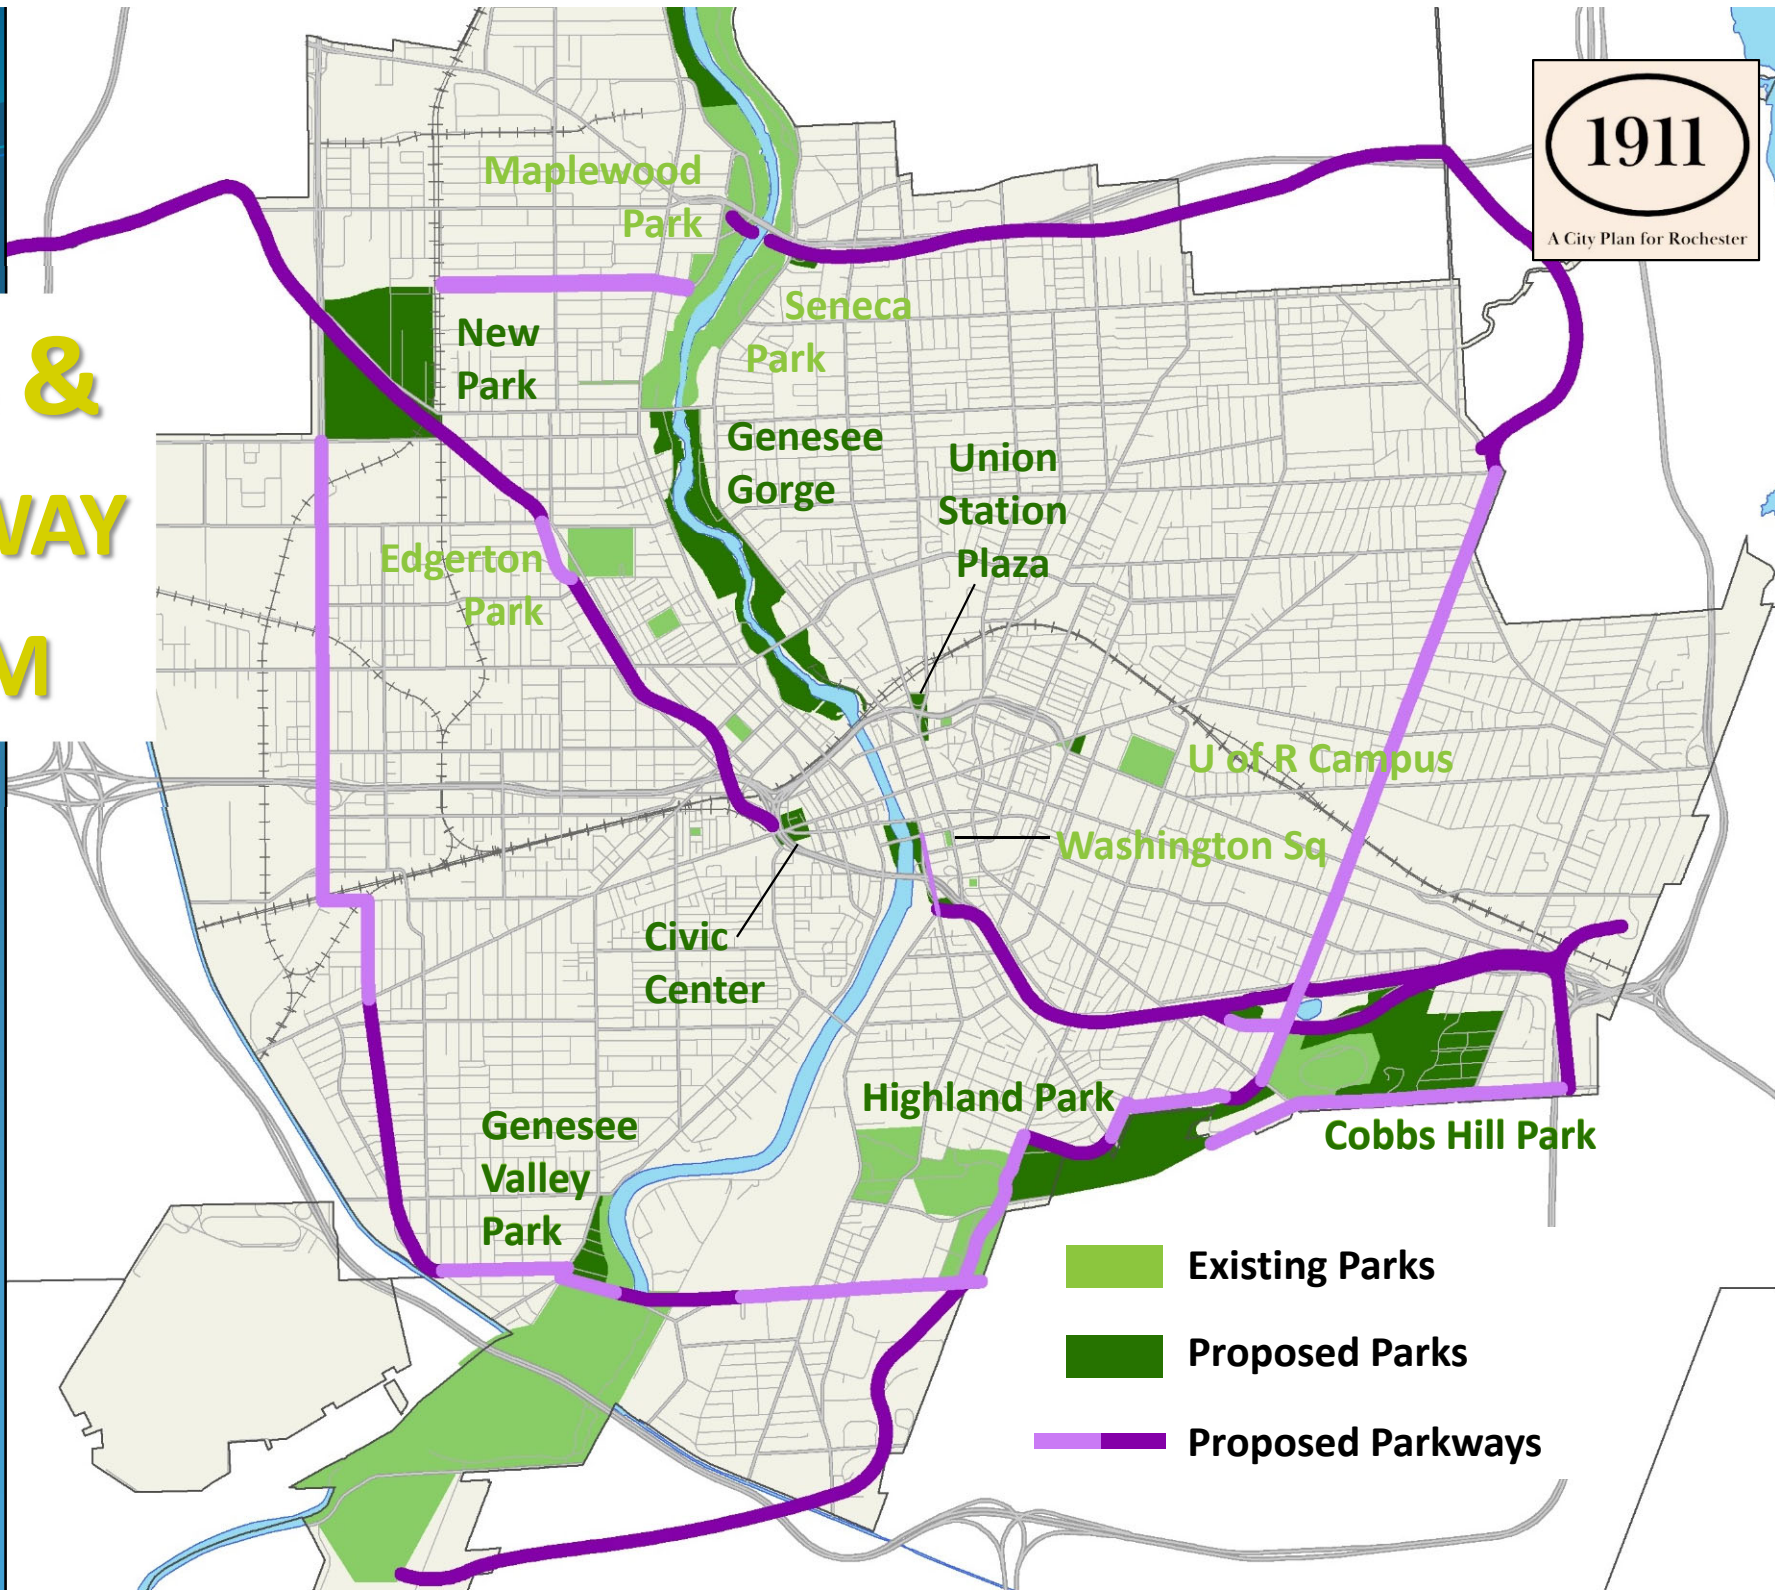 1911
A City Plan for Rochester
Maplewood
Park
&
Seneca
Park
New
Park
Genesee
Gorge
Union
Station
Plaza
WAY
Edgerton
Park
M
U of R Campus
Washington Sq
Civic
Center
Highland Park
Genesee
Valley
Park
Cobbs Hill Park
Existing Parks
Proposed Parks
Proposed Parkways